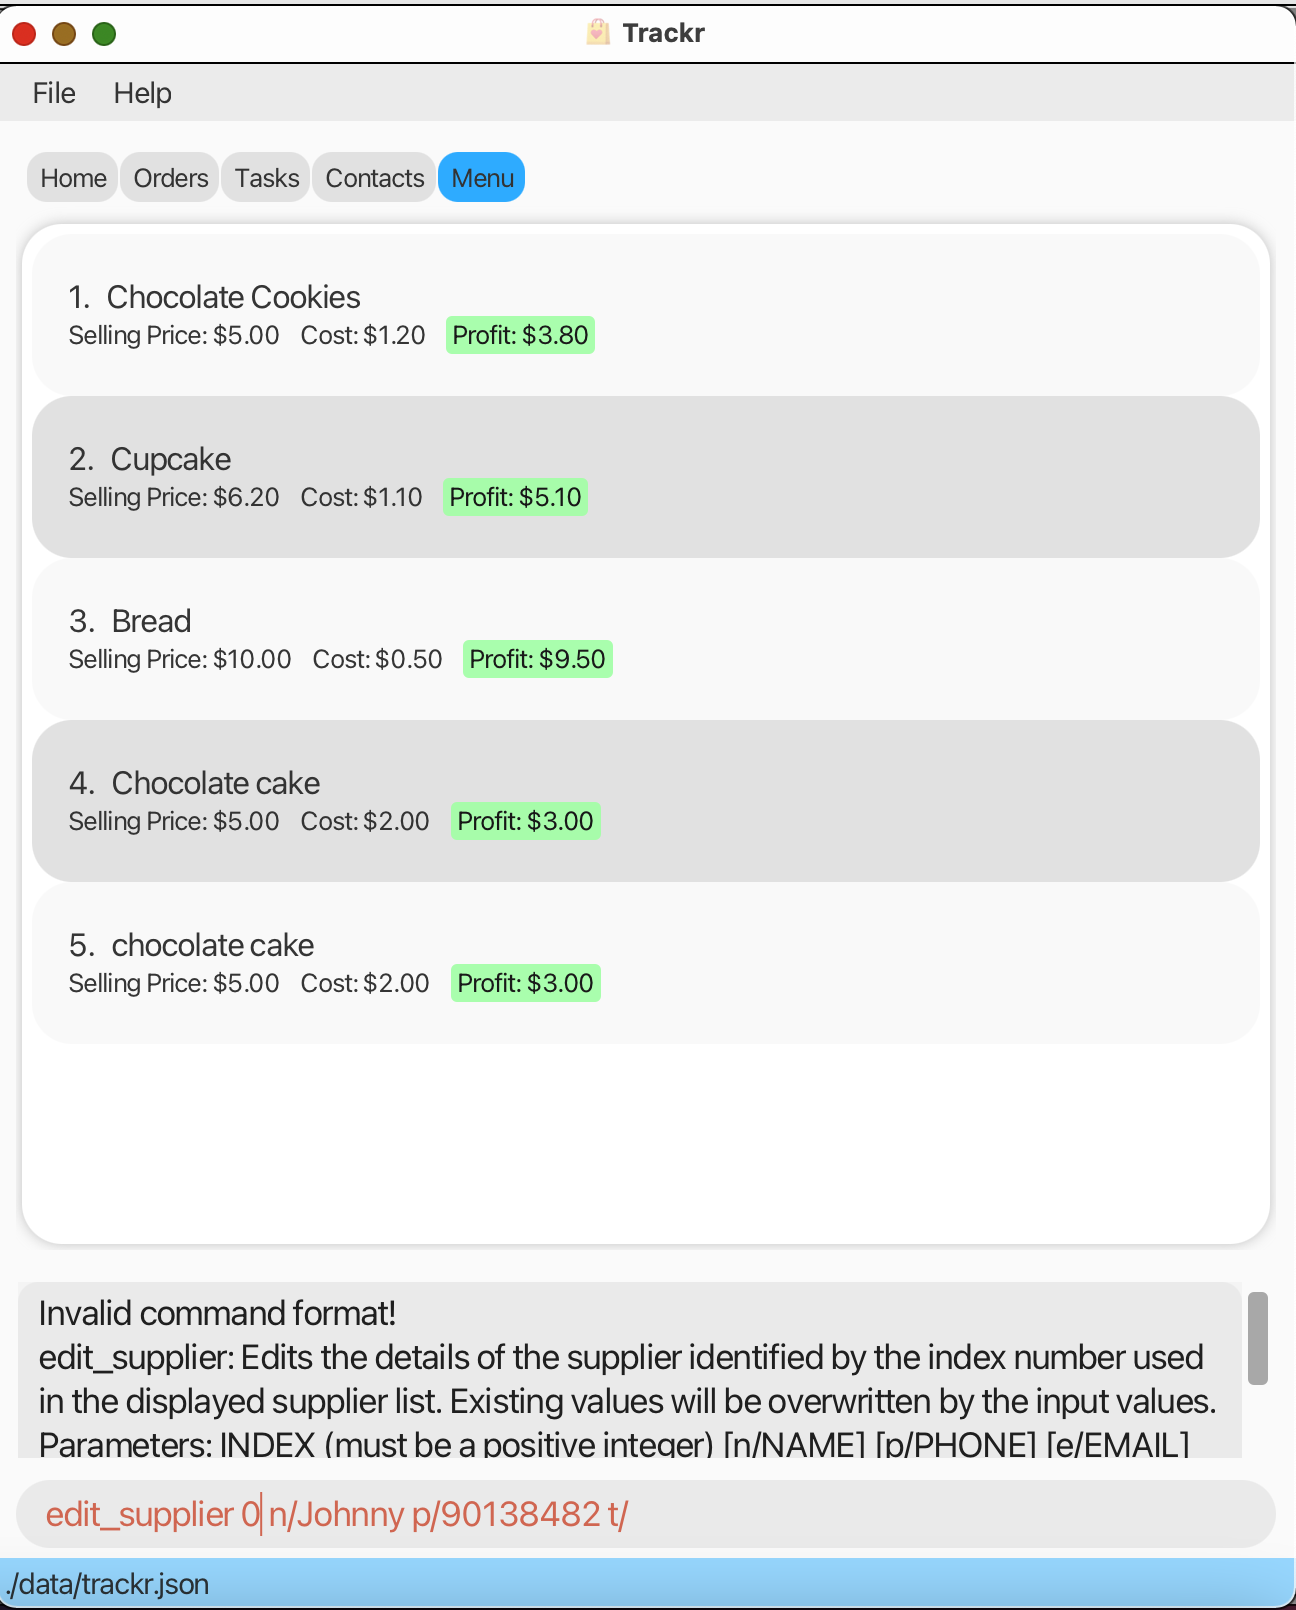 Trackr
File Help
Home Orders Tasks Contacts Menu
1. Chocolate Cookies
Selling Price: $5.00 Cost: $1.20 Profit: $3.80
2. Cupcake
Selling Price: $6.20 Cost: $1.10 Profit: $5.10
3. Bread
Selling Price: $10.00 Cost: $0.50 Profit: $9.50
4. Chocolate cake
Selling Price: $5.00 Cost: $2.00 Profit: $3.00
5. chocolate cake
Selling Price: $5.00 Cost: $2.00 Profit: $3.00
Invalid command format!
edit_supplier: Edits the details of the supplier identified by the index number used
in the displayed supplier list. Existing values will be overwritten by the input values.
Parameters: INDEX (must be a positive integer) [n/NAME] [p/PHONE] [e/EMAIL]
edit_supplier 0 n/Johnny p/90138482 t/
./data/trackr.json